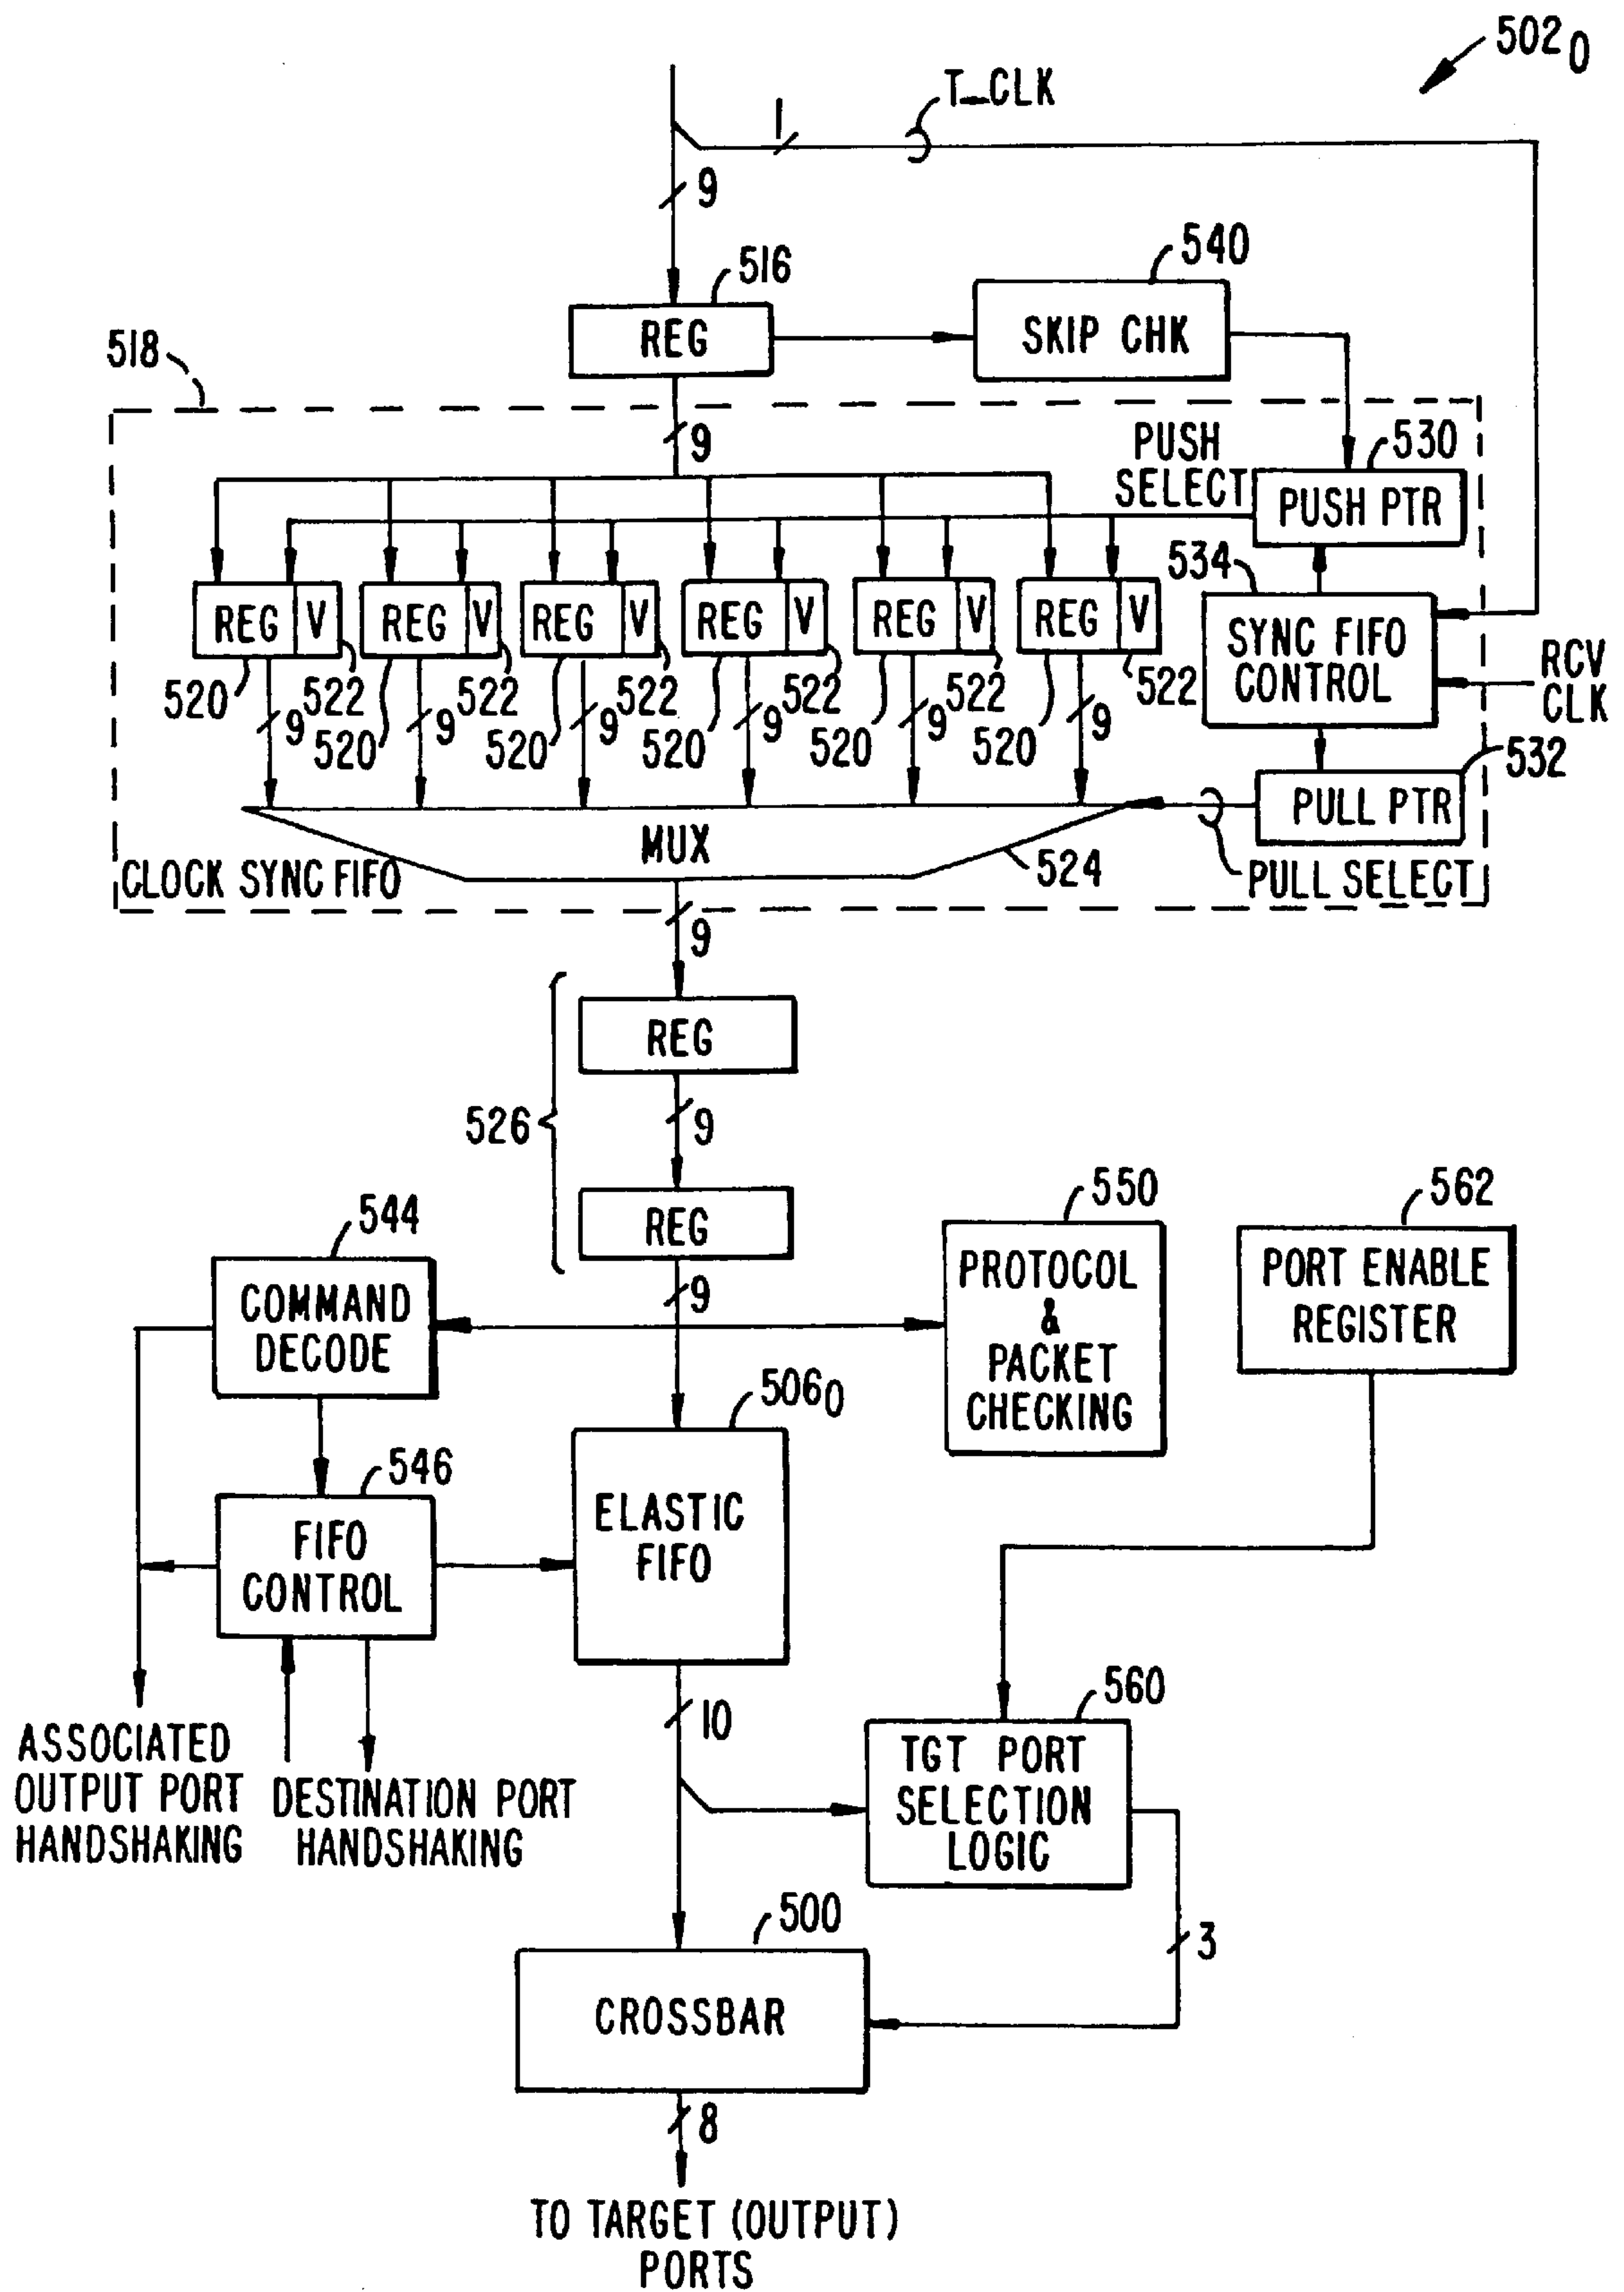 502₀
T_CLK
1
9
516
540
REG
SKIP CHK
518
9
PUSH
SELECT
530
PUSH PTR
534
REG V REG V REG V REG V REG V REG V
SYNC FIFO
CONTROL
RCV
CLK
520 9 522 520 9 522 520 9 522 520 9 522 520 9 522 520 9 522
532
PULL PTR
MUX
524
PULL SELECT
CLOCK SYNC FIFO
9
REG
526
9
REG
9
544
COMMAND
DECODE
550
PROTOCOL
&
PACKET
CHECKING
562
PORT ENABLE
REGISTER
506₀
ELASTIC
FIFO
546
FIFO
CONTROL
10
560
TGT PORT
SELECTION
LOGIC
ASSOCIATED
OUTPUT PORT
HANDSHAKING
DESTINATION PORT
HANDSHAKING
500
3
CROSSBAR
8
TO TARGET (OUTPUT)
PORTS